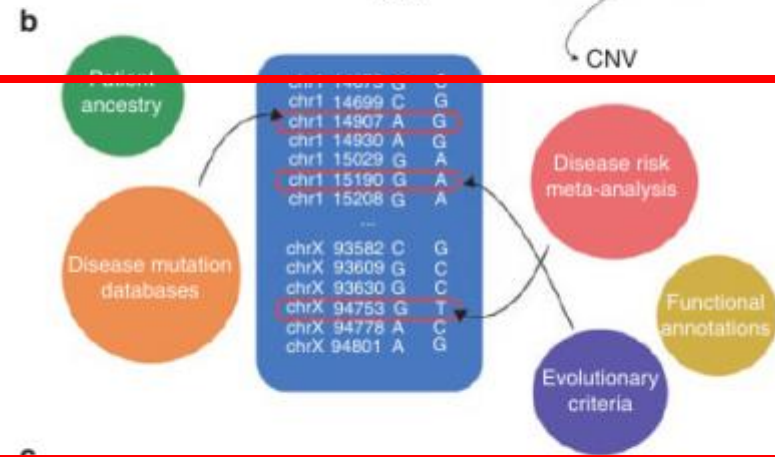 b
CNV
Patient
ancestry
chr1 14699 C G
chr1 14907 A G
chr1 14930 A G
chr1 15029 G A
chr1 15190 G A
chr1 15208 G A
...
chrX 93582 C G
chrX 93609 G C
chrX 93630 G C
chrX 94753 G T
chrX 94778 A C
chrX 94801 A G
Disease mutation
databases
Disease risk
meta-analysis
Functional
annotations
Evolutionary
criteria